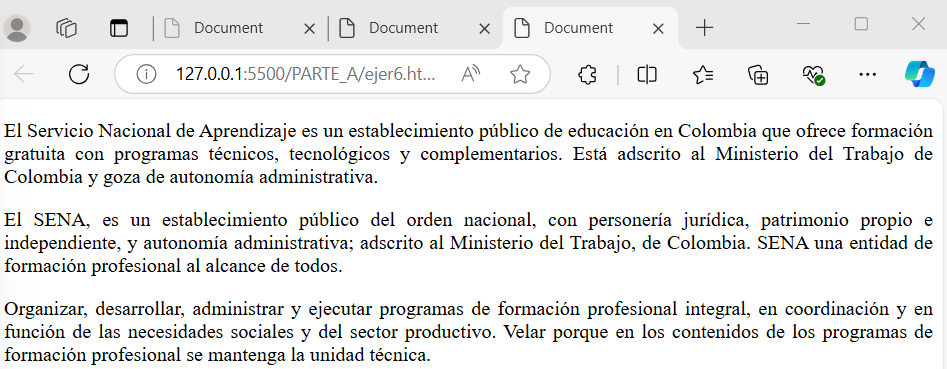 Document
Document
Document
127.0.0.1:5500/PARTE_A/ejer6.ht...
El Servicio Nacional de Aprendizaje es un establecimiento público de educación en Colombia que ofrece formación
gratuita con programas técnicos, tecnológicos y complementarios. Está adscrito al Ministerio del Trabajo de
Colombia y goza de autonomía administrativa.
El SENA, es un establecimiento público del orden nacional, con personería jurídica, patrimonio propio e
independiente, y autonomía administrativa; adscrito al Ministerio del Trabajo, de Colombia. SENA una entidad de
formación profesional al alcance de todos.
Organizar, desarrollar, administrar y ejecutar programas de formación profesional integral, en coordinación y en
función de las necesidades sociales y del sector productivo. Velar porque en los contenidos de los programas de
formación profesional se mantenga la unidad técnica.